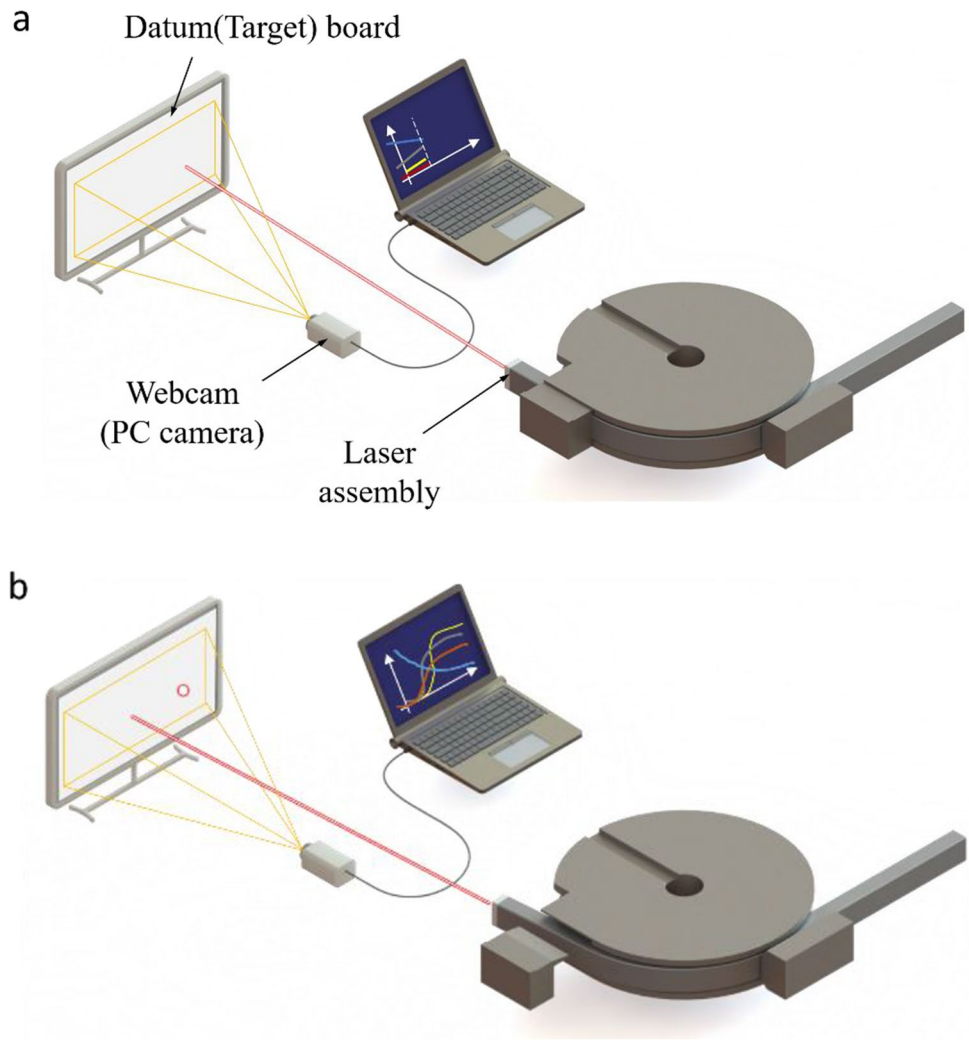 a
Datum(Target) board
Webcam
(PC camera)
Laser
assembly
b